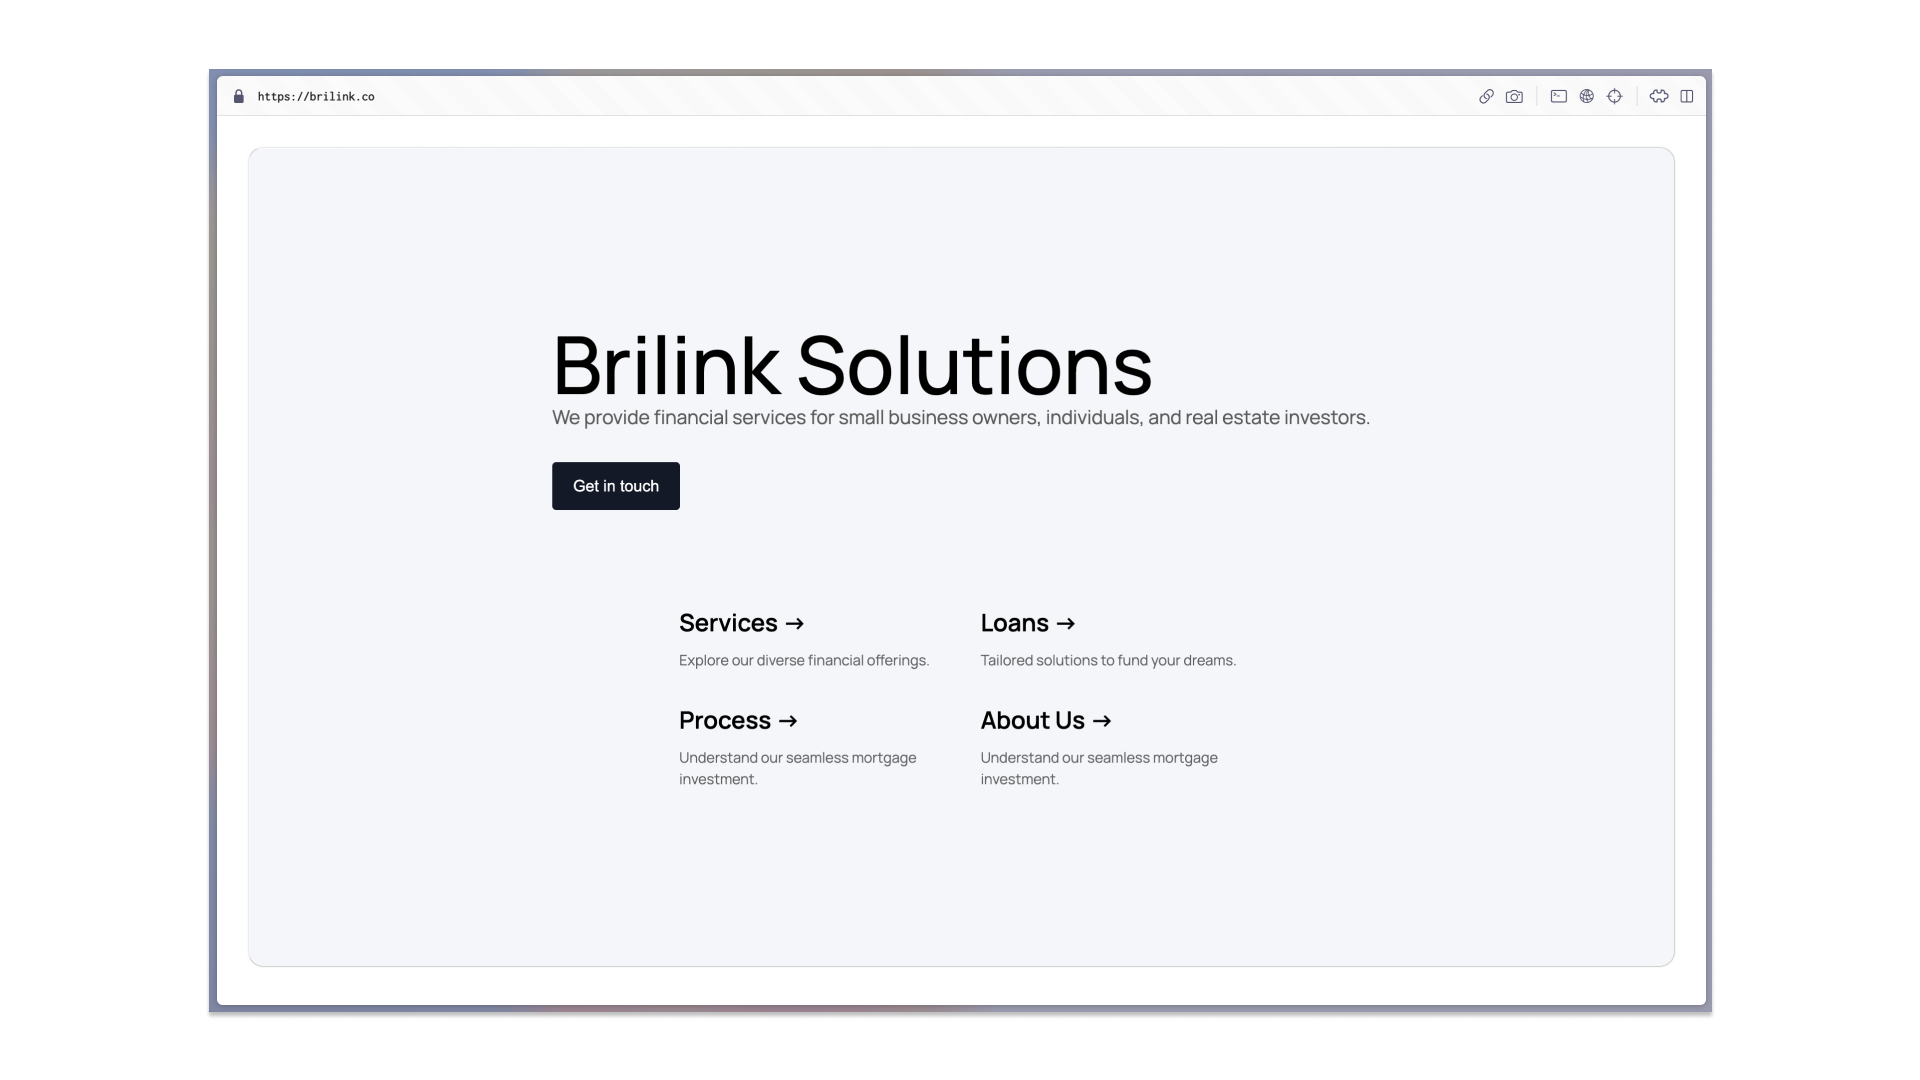 https://brilink.co
Brilink Solutions
We provide financial services for small business owners, individuals, and real estate investors.
Get in touch
Services →
Explore our diverse financial offerings.
Loans →
Tailored solutions to fund your dreams.
Process →
Understand our seamless mortgage
investment.
About Us →
Understand our seamless mortgage
investment.